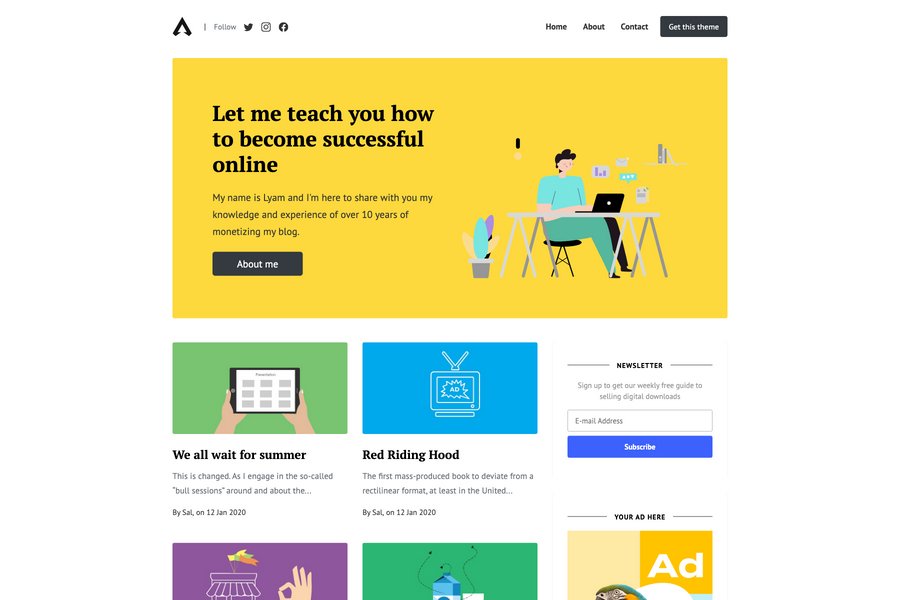 Follow
Home About Contact Get this theme
Let me teach you how
to become successful
online
My name is Lyam and I'm here to share with you my
knowledge and experience of over 10 years of
monetizing my blog.
About me
ADV
Presentation
AD
We all wait for summer
This is changed. As I engage in the so-called
“bull sessions” around and about the...
By Sal, on 12 Jan 2020
Red Riding Hood
The first mass-produced book to deviate from a
rectilinear format, at least in the United...
By Sal, on 12 Jan 2020
NEWSLETTER
Sign up to get our weekly free guide to
selling digital downloads
E-mail Address
Subscribe
YOUR AD HERE
Ad